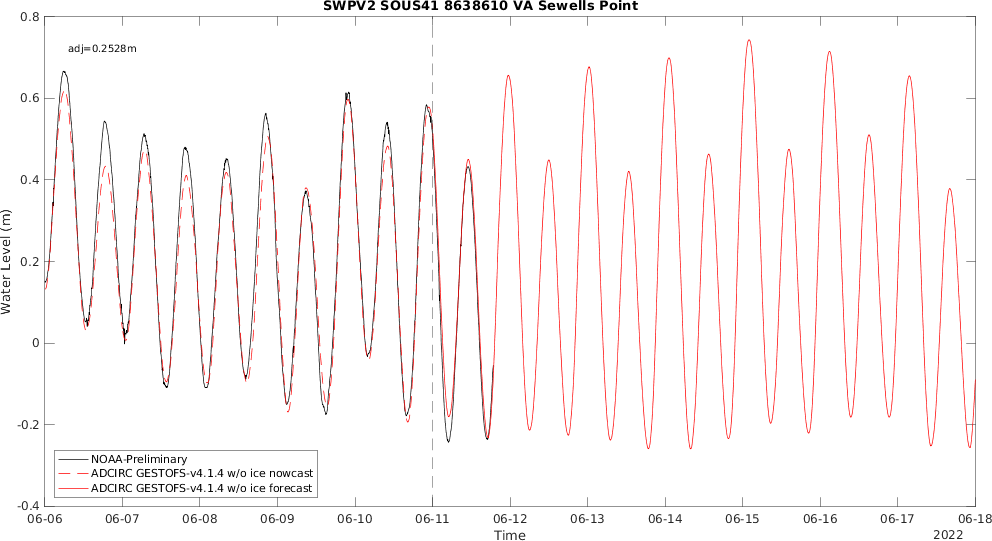 SWPV2 SOUS41 8638610 VA Sewells Point
adj=0.2528m
0.8
0.6
0.4
0.2
0
-0.2
-0.4
Water Level (m)
NOAA-Preliminary
ADCIRC GESTOFS-v4.1.4 w/o ice nowcast
ADCIRC GESTOFS-v4.1.4 w/o ice forecast
06-06 06-07 06-08 06-09 06-10 06-11 06-12 06-13 06-14 06-15 06-16 06-17 06-18
Time
2022